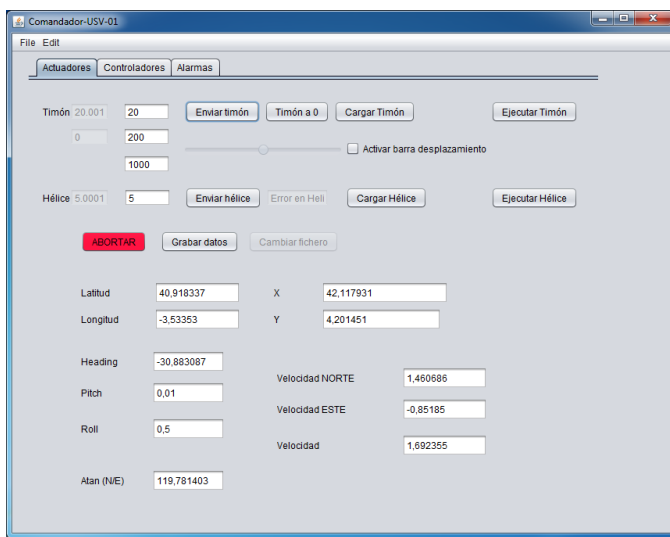 Comandador-USV-01
File Edit
Actuadores Controladores Alarmas
Timón 20.001 20 Enviar timón Timón a 0 Cargar Timón Ejecutar Timón
0 200
Activar barra desplazamiento
1000
Hélice 5.0001 5 Enviar hélice Error en Heli Cargar Hélice Ejecutar Hélice
ABORTAR Grabar datos Cambiar fichero
Latitud 40,918337 X 42,117931
Longitud -3,53353 Y 4,201451
Heading -30,883087
Velocidad NORTE 1,460686
Pitch 0,01
Velocidad ESTE -0,85185
Roll 0,5
Velocidad 1,692355
Atan (N/E) 119,781403